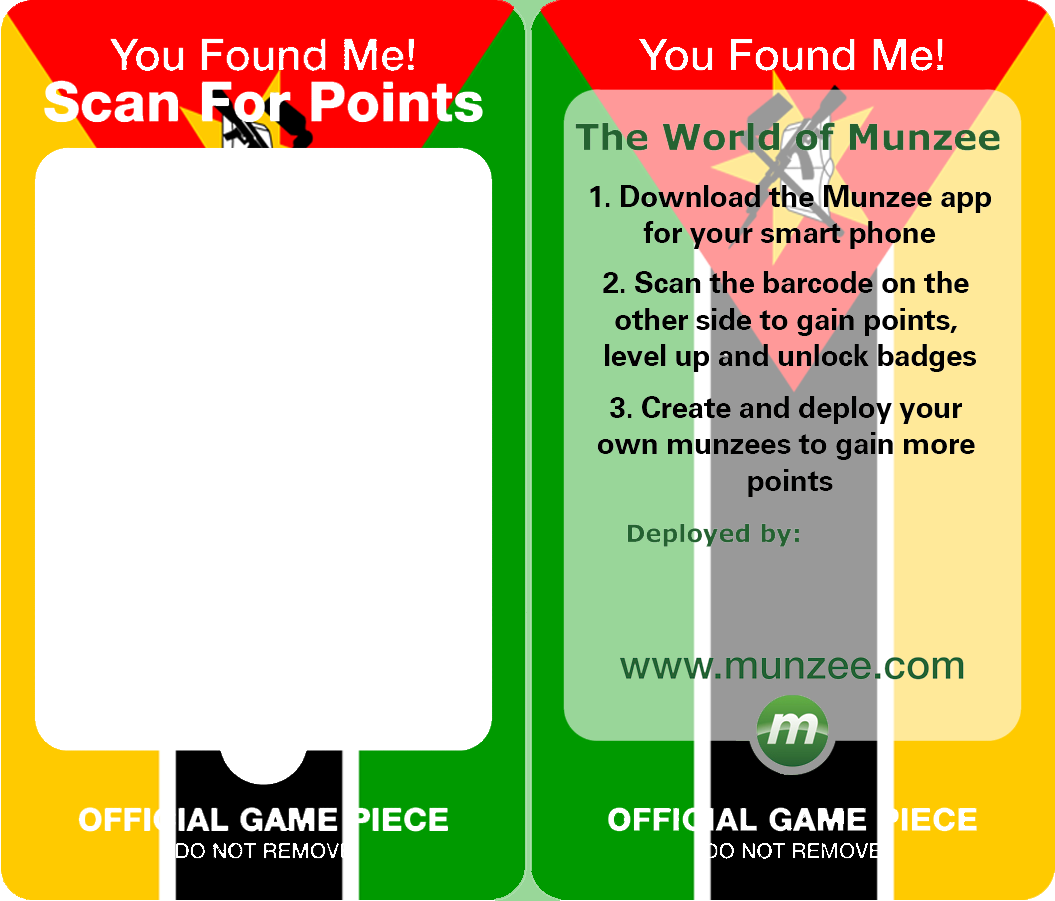 You Found Me!
Scan For Points
OFFICIAL GAME PIECE
DO NOT REMOVE
You Found Me!
The World of Munzee
1. Download the Munzee app
for your smart phone
2. Scan the barcode on the
other side to gain points,
level up and unlock badges
3. Create and deploy your
own munzees to gain more
points
Deployed by:
www.munzee.com
m
OFFICIAL GAME PIECE
DO NOT REMOVE